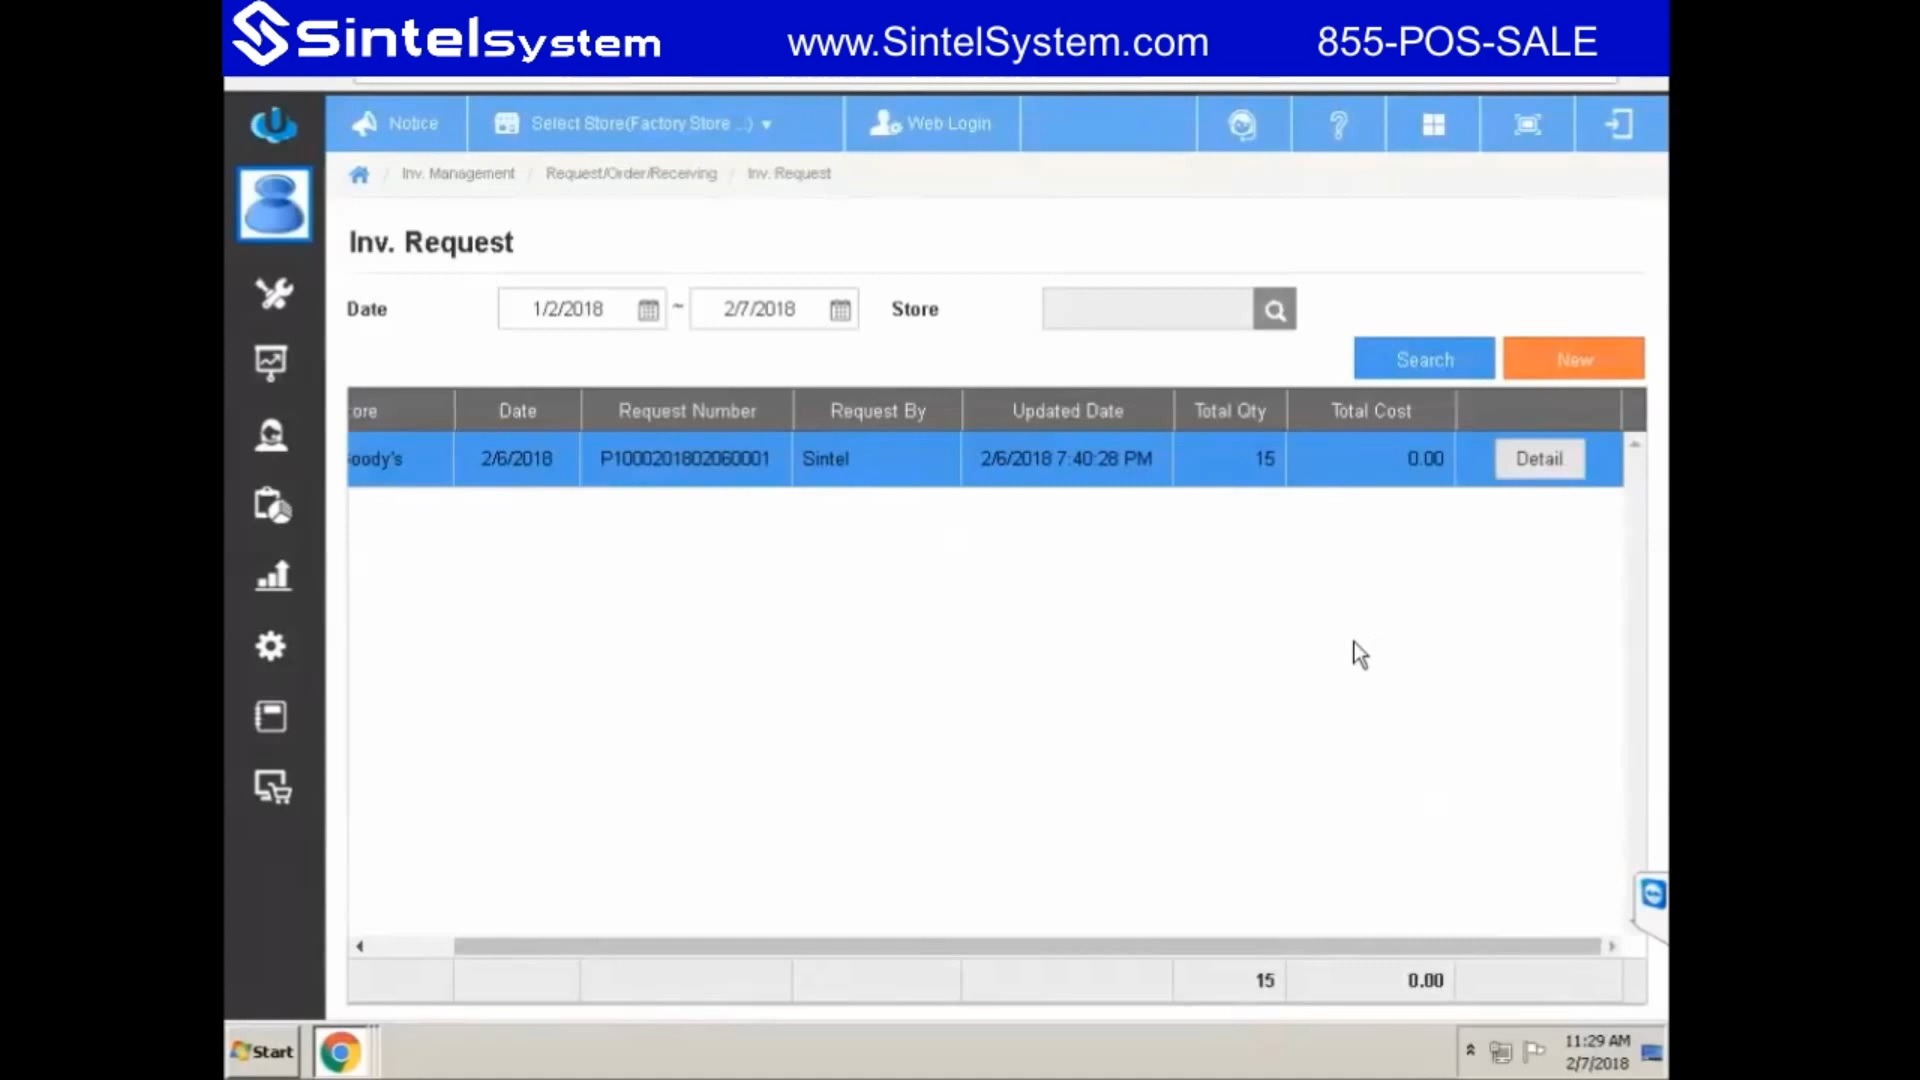 Sintelsystem www.SintelSystem.com 855-POS-SALE
Notice Select Store(Factory Store ...) Web Login
/ Inv. Management / Request/Order/Receiving / Inv. Request
Inv. Request
Date 1/2/2018 ~ 2/7/2018 Store
Search New
ore Date Request Number Request By Updated Date Total Qty Total Cost
oody's 2/6/2018 P1000201802060001 Sintel 2/6/2018 7:40:28 PM 15 0.00 Detail
15 0.00
Start 11:29 AM
2/7/2018